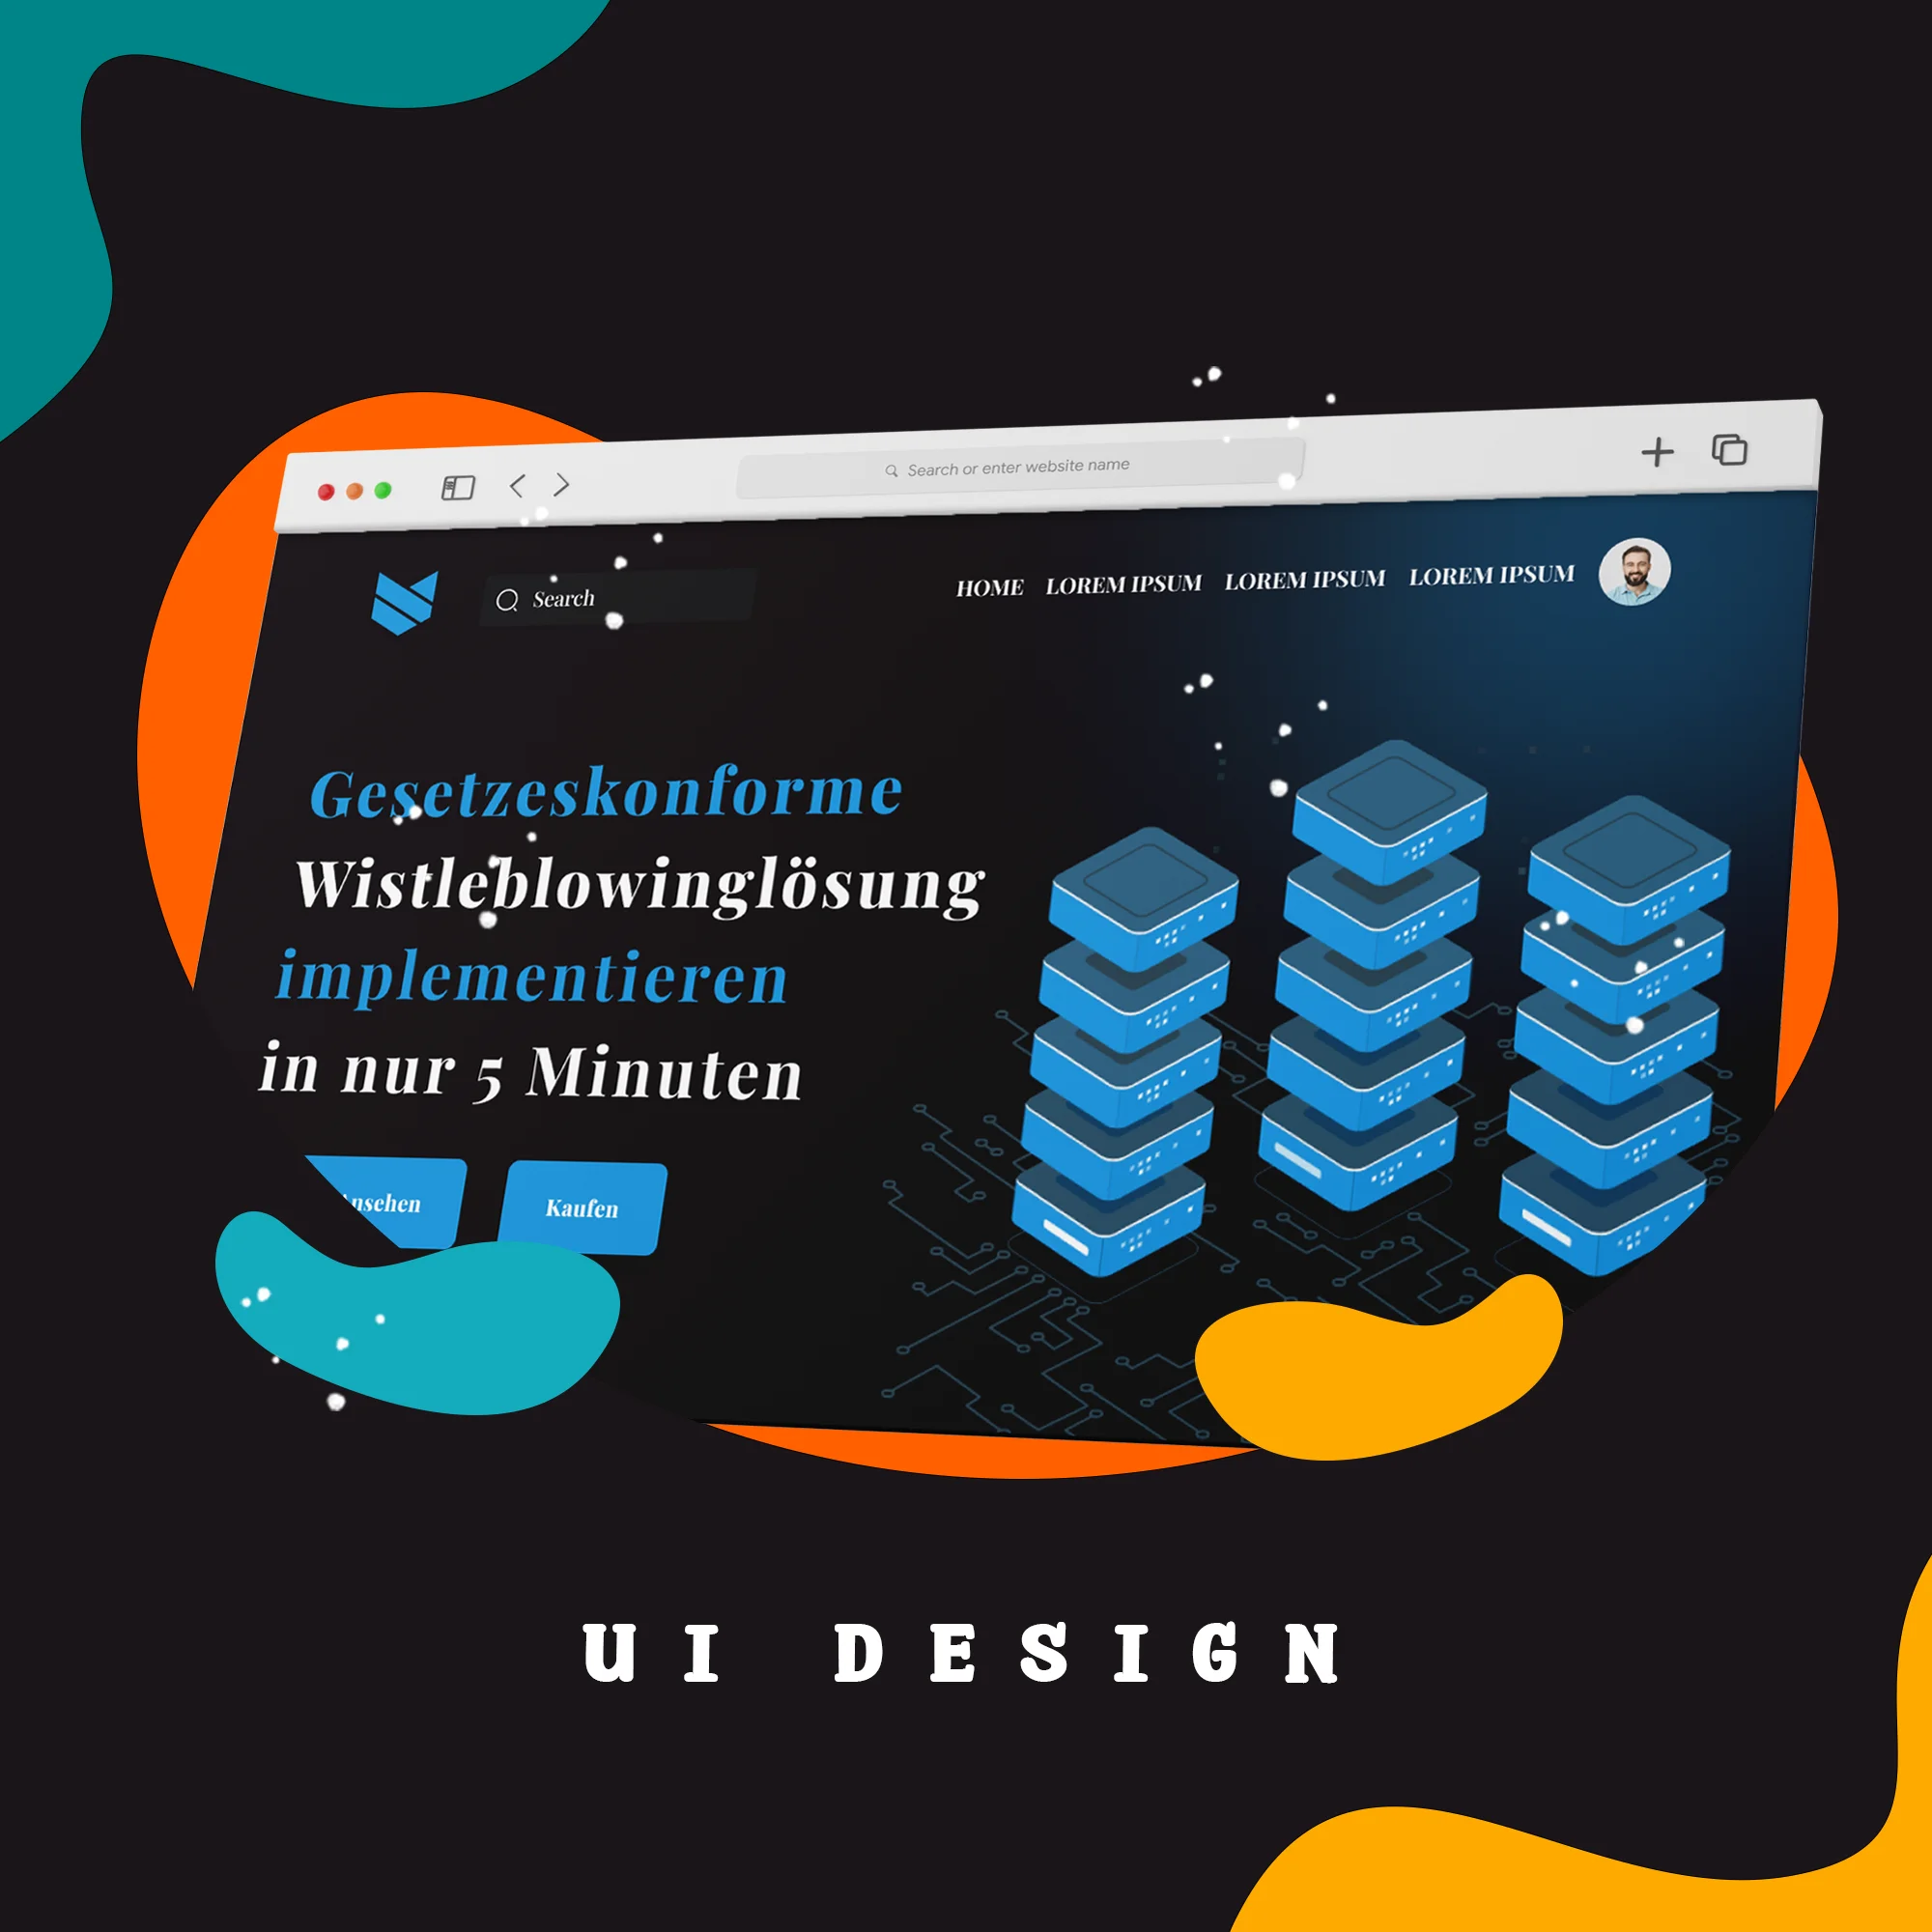 Search or enter website name
Search
HOME LOREM IPSUM LOREM IPSUM LOREM IPSUM
Gesetzeskonforme
Wistleblowinglösung
implementieren
in nur 5 Minuten
nsehen Kaufen
UI DESIGN